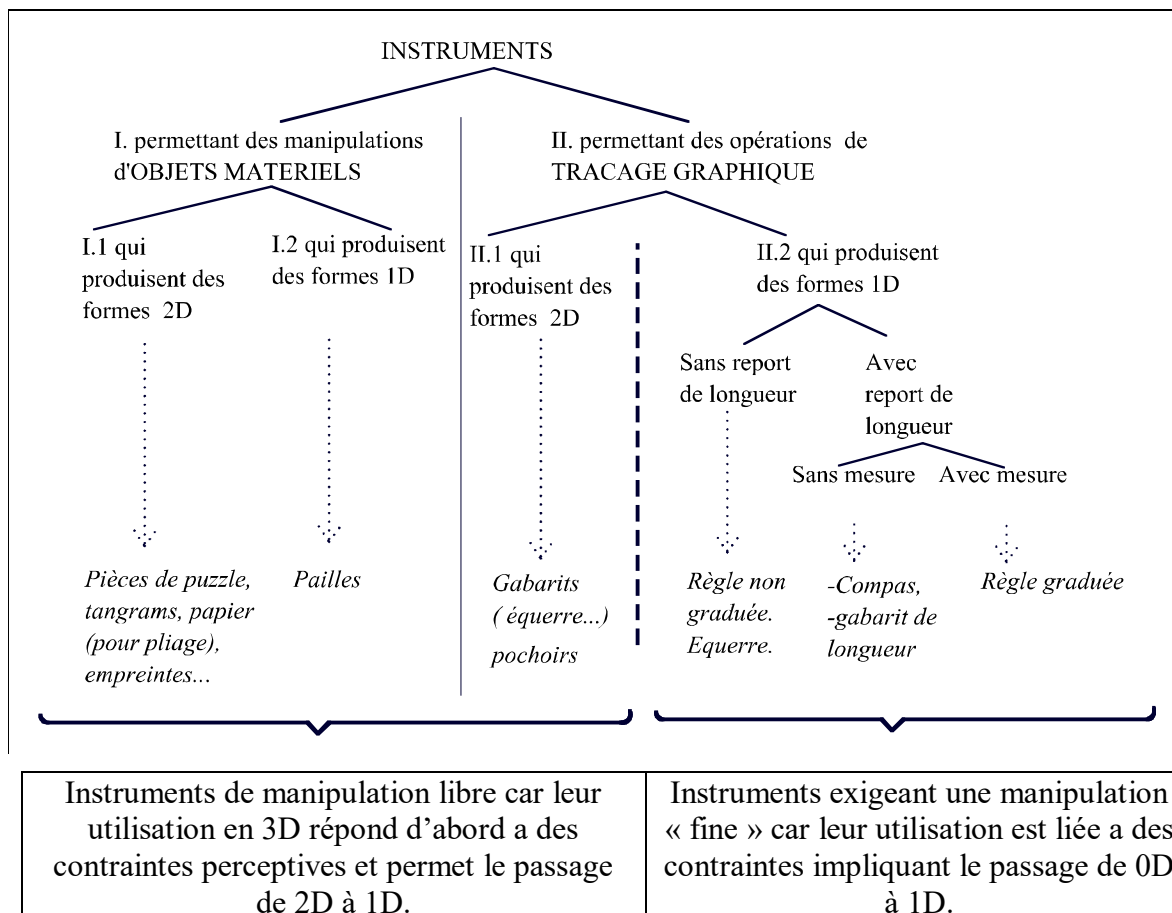 INSTRUMENTS
I. permettant des manipulations
d'OBJETS MATERIELS
II. permettant des opérations de
TRACAGE GRAPHIQUE
I.1 qui
produisent des
formes 2D
I.2 qui produisent
des formes 1D
II.1 qui
produisent des
formes 2D
II.2 qui produisent
des formes 1D
Sans report
de longueur
Avec
report de
longueur
Sans mesure
Avec mesure
Pièces de puzzle,
tangrams, papier
(pour pliage),
empreintes...
Pailles
Gabarits
( équerre...)
pochoirs
Règle non
graduée.
Equerre.
-Compas,
-gabarit de
longueur
Règle graduée
Instruments de manipulation libre car leur
utilisation en 3D répond d’abord a des
contraintes perceptives et permet le passage
de 2D à 1D.
Instruments exigeant une manipulation
« fine » car leur utilisation est liée a des
contraintes impliquant le passage de 0D
à 1D.